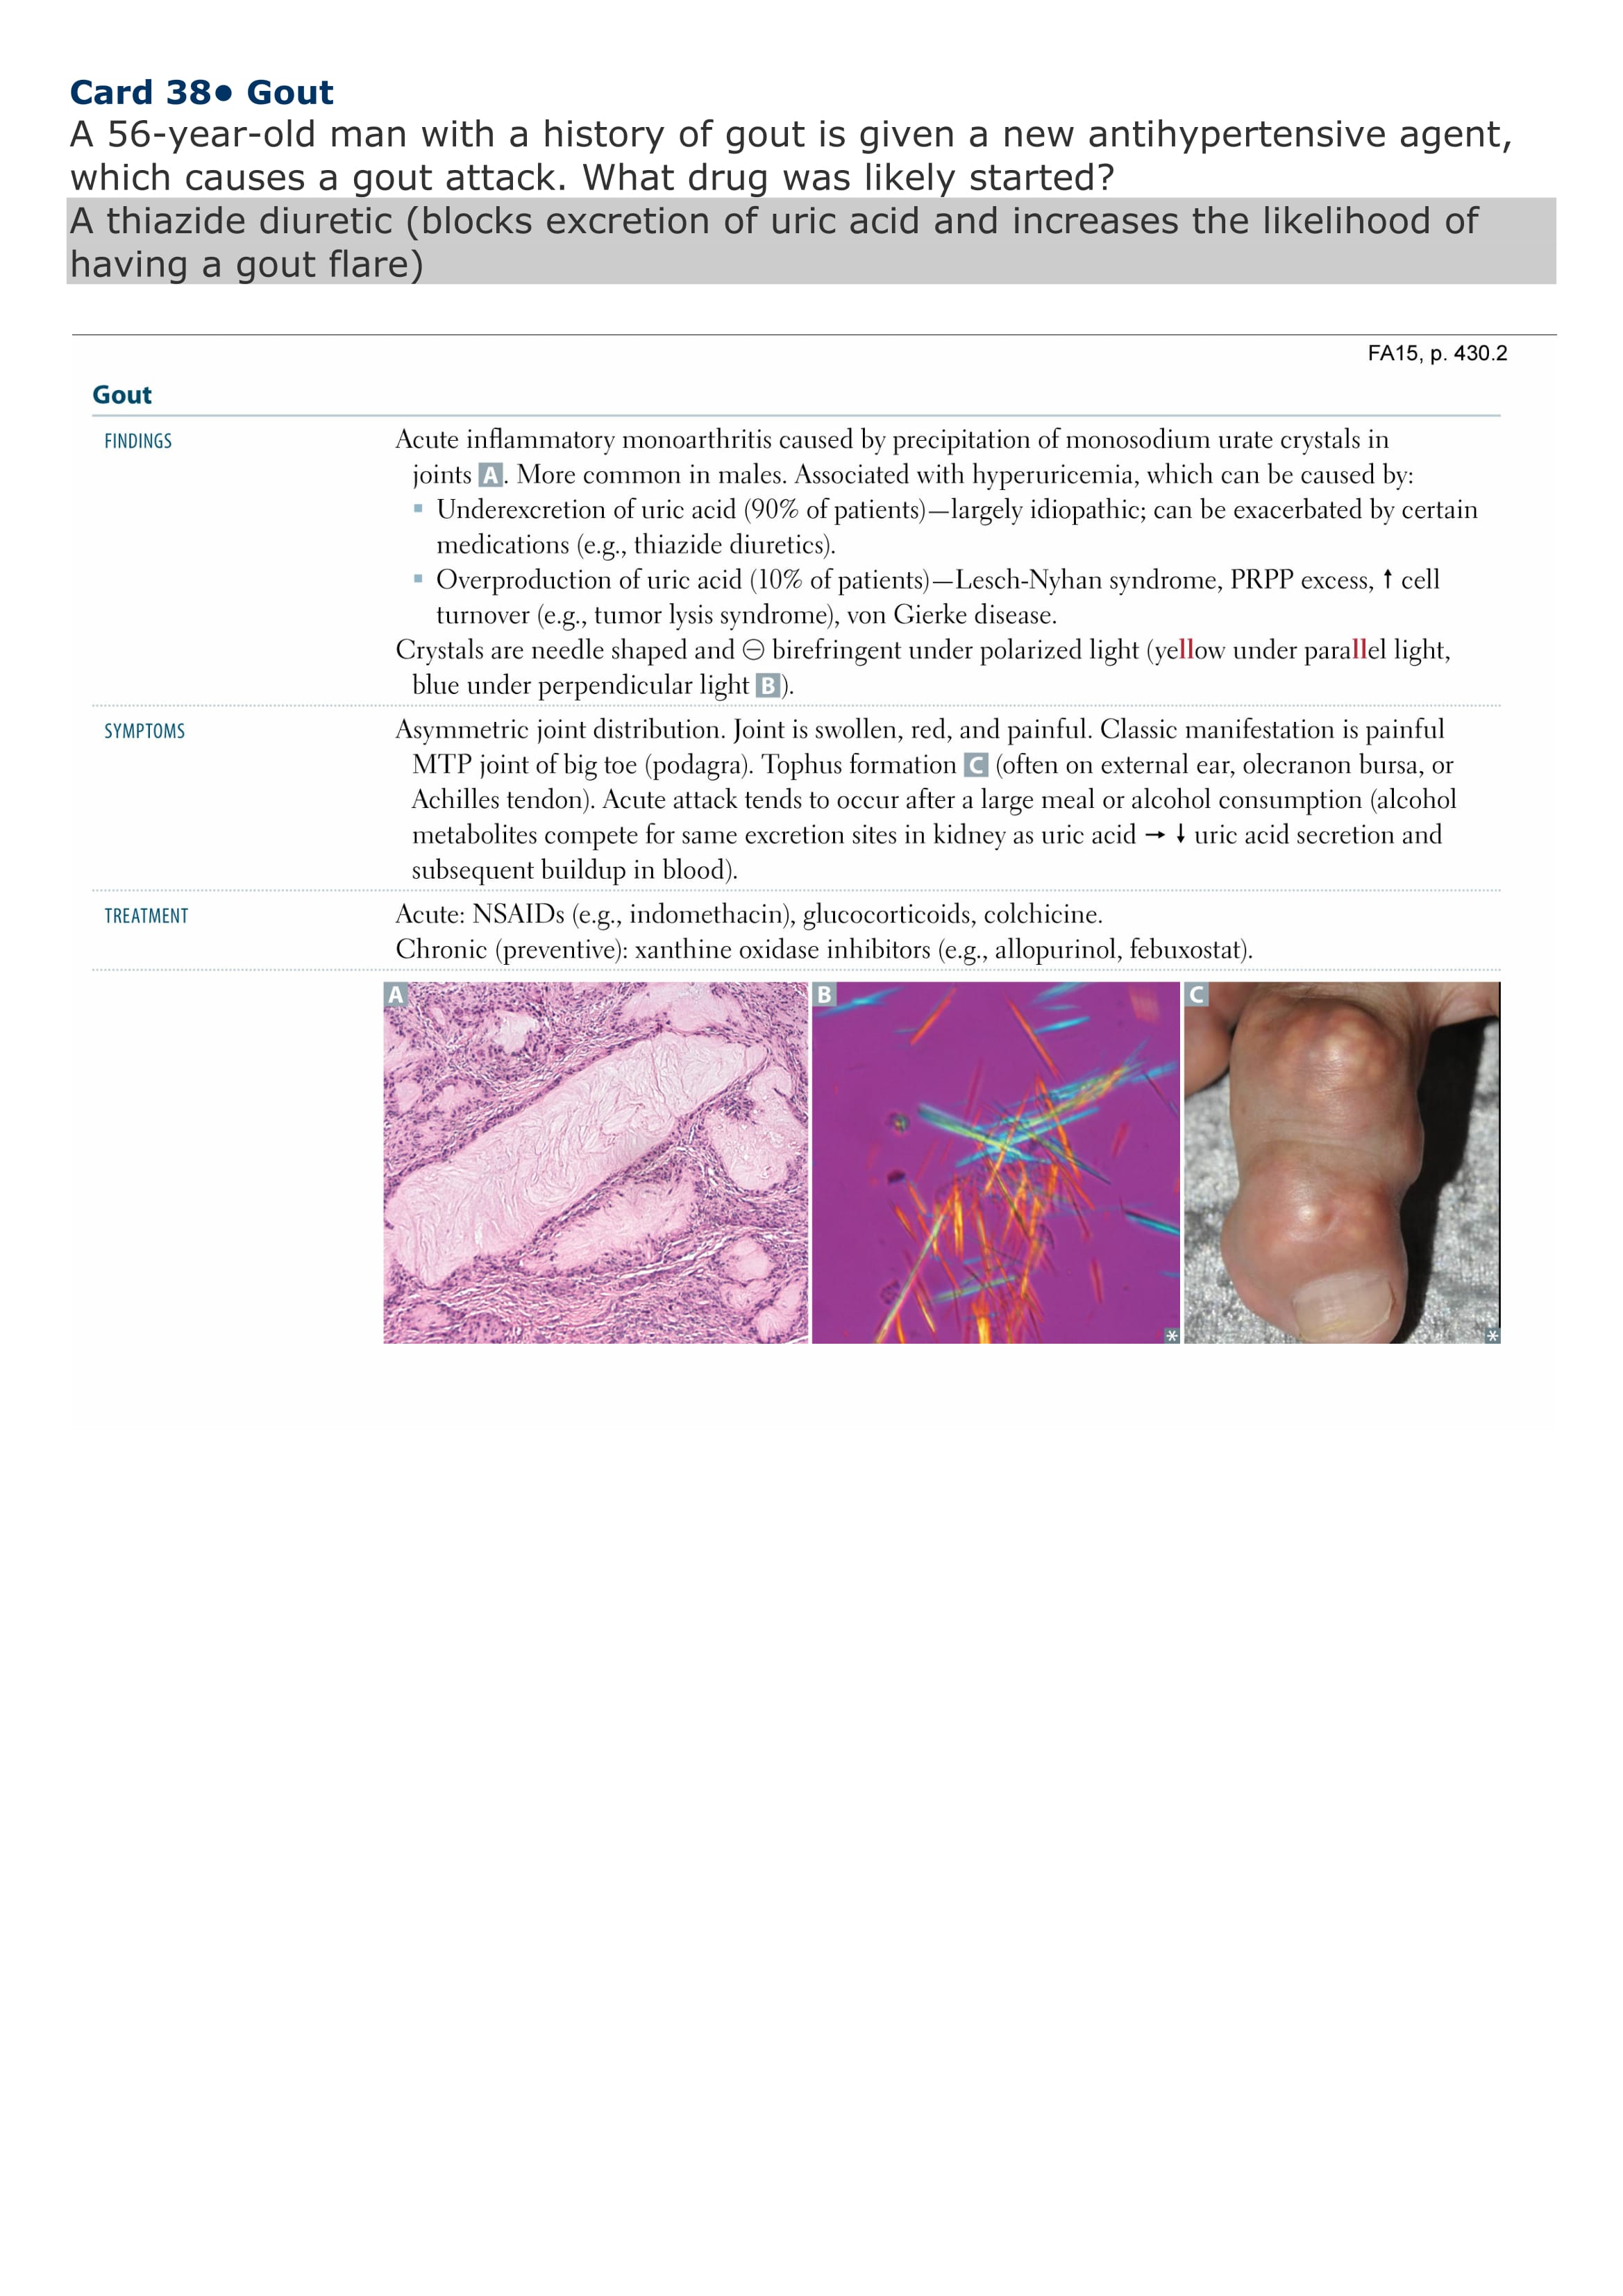 Card 38● Gout
A 56-year-old man with a history of gout is given a new antihypertensive agent,
which causes a gout attack. What drug was likely started?
A thiazide diuretic (blocks excretion of uric acid and increases the likelihood of
having a gout flare)
FA15, p. 430.2
Gout
FINDINGS
Acute inflammatory monoarthritis caused by precipitation of monosodium urate crystals in
joints A. More common in males. Associated with hyperuricemia, which can be caused by:
▪ Underexcretion of uric acid (90% of patients)—largely idiopathic; can be exacerbated by certain
medications (e.g., thiazide diuretics).
▪ Overproduction of uric acid (10% of patients)—Lesch-Nyhan syndrome, PRPP excess, ↑ cell
turnover (e.g., tumor lysis syndrome), von Gierke disease.
Crystals are needle shaped and ⊖ birefringent under polarized light (yellow under parallel light,
blue under perpendicular light B).
SYMPTOMS
Asymmetric joint distribution. Joint is swollen, red, and painful. Classic manifestation is painful
MTP joint of big toe (podagra). Tophus formation C (often on external ear, olecranon bursa, or
Achilles tendon). Acute attack tends to occur after a large meal or alcohol consumption (alcohol
metabolites compete for same excretion sites in kidney as uric acid → ↓ uric acid secretion and
subsequent buildup in blood).
TREATMENT
Acute: NSAIDs (e.g., indomethacin), glucocorticoids, colchicine.
Chronic (preventive): xanthine oxidase inhibitors (e.g., allopurinol, febuxostat).
A
B
C
*
*